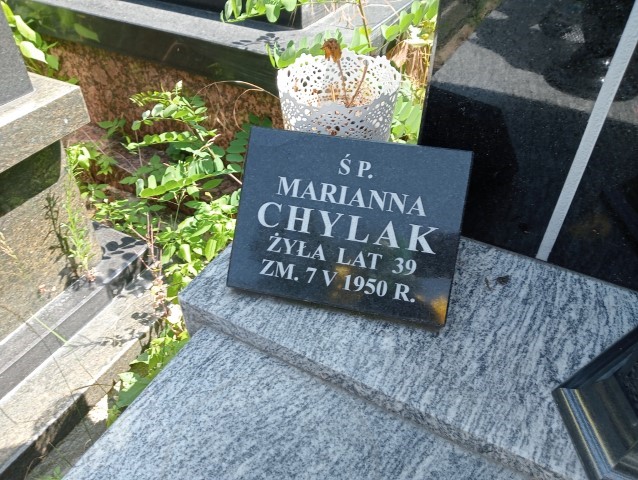 Ś P.
MARIANNA
CHYLAK
ŻYŁA LAT 39
ZM. 7 V 1950 R.